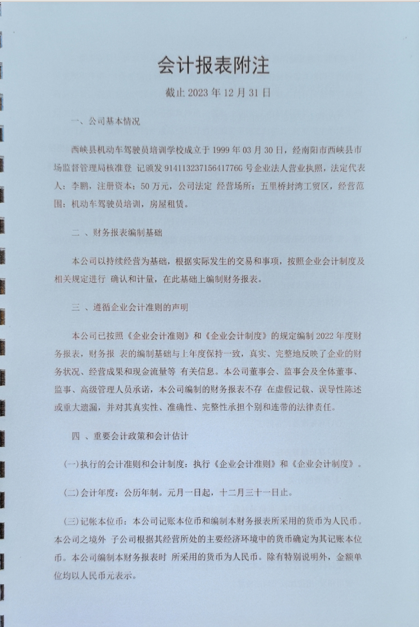 会计报表附注
截止 2023 年 12 月 31 日
一、公司基本情况
西峡县机动车驾驶员培训学校成立于 1999 年 03 月 30 日，经南阳市西峡县市
场监督管理局核准登 记颁发 91411323715641776G 号企业法人营业执照，法定代表
人：李鹏，注册资本：50 万元，公司法定 经营场所：五里桥封湾工贸区，经营范
围：机动车驾驶员培训，房屋租赁。
二 、财务报表编制基础
本公司以持续经营为基础，根据实际发生的交易和事项，按照企业会计制度及
相关规定进行 确认和计量，在此基础上编制财务报表。
三 、遵循企业会计准则的声明
本公司已按照《企业会计准则》和《企业会计制度》的规定编制 2022 年度财
务报表，财务报 表的编制基础与上年度保持一致，真实、完整地反映了企业的财
务状况、经营成果和现金流量等 有关信息。本公司董事会、监事会及全体董事、
监事、高级管理人员承诺，本公司编制的财务报表不存 在虚假记载、误导性陈述
或重大遗漏，并对其真实性、准确性、完整性承担个别和连带的法律责任。
四 、重要会计政策和会计估计
(一)执行的会计准则和会计制度：执行《企业会计准则》和《企业会计制度》。
(二)会计年度：公历年制。元月一日起，十二月三十一日止。
(三)记帐本位币：本公司记账本位币和编制本财务报表所采用的货币为人民币。
本公司之境外 子公司根据其经营所处的主要经济环境中的货币确定为其记账本位
币。本公司编制本财务报表时 所采用的货币为人民币。除有特别说明外，金额单
位均以人民币元表示。